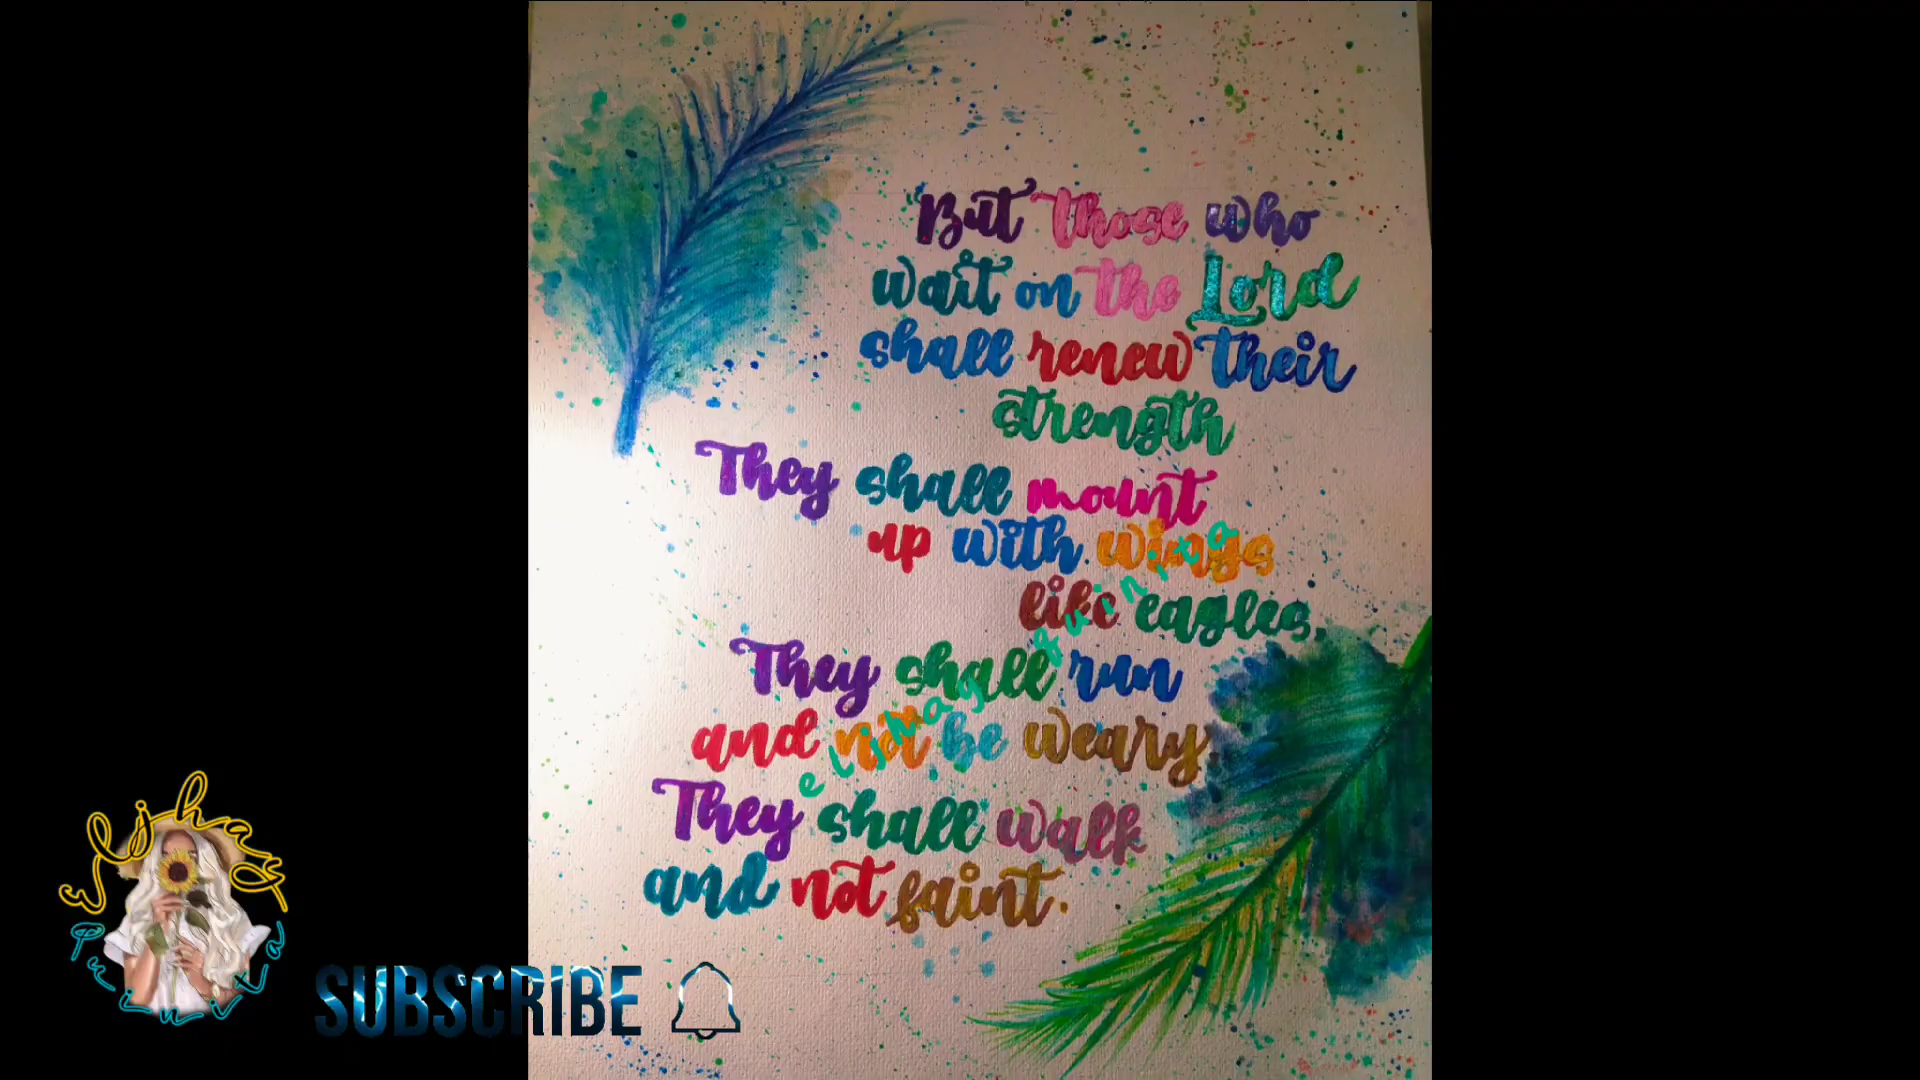 "But those who
wait on the Lord
shall renew their
strength
They shall mount
up with wings
like eagles,
They shall run
and not be weary,
They shall walk
and not faint.
SUBSCRIBE